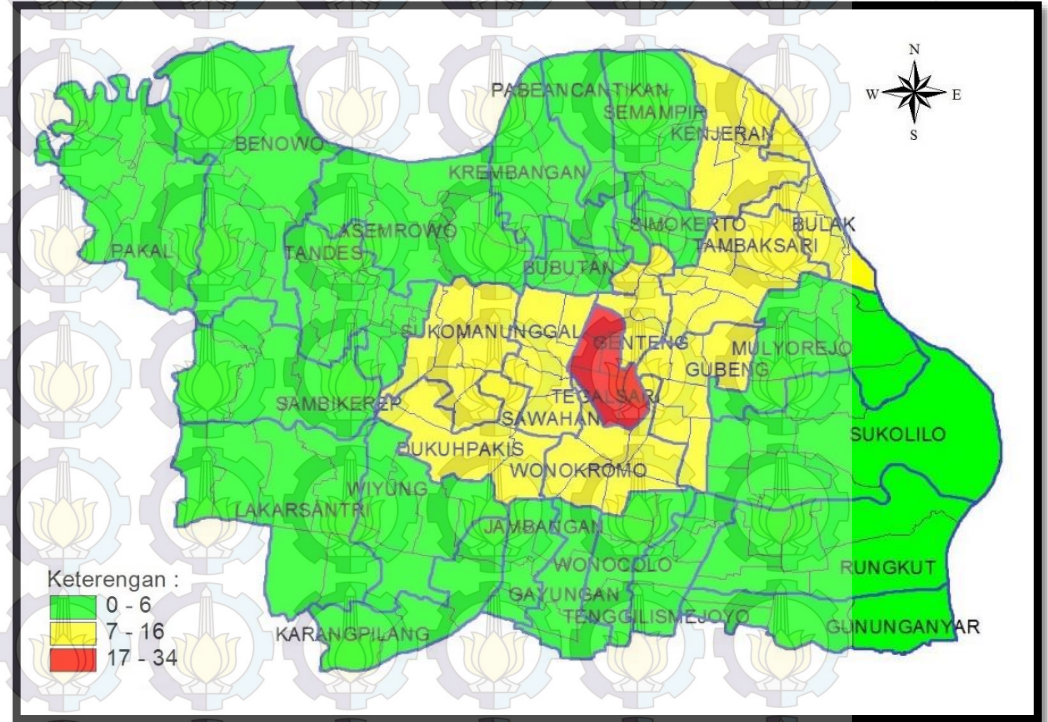 N
W E
S
PABEANCANTIKAN
SEMAMPIR
KENJERAN
BENOWO
KREMBANGAN
SIMOKERTO
BULAK
LASEMROWO
TAMBAKSARI
PAKAL
TANDES
BUBUTAN
SUKOMANUNGGAL
GENTENG
MULYOREJO
GUBENG
TEGALSARI
SAMBIKEREP
SAWAHAN
SUKOLILO
DUKUHPAKIS
WONOKROMO
WIYUNG
LAKARSANTRI
JAMBANGAN
WONOCOLO
RUNGKUT
GAYUNGAN
TENGGILISMEJOYO
GUNUNGANYAR
KARANGPILANG
Keterengan :
0 - 6
7 - 16
17 - 34